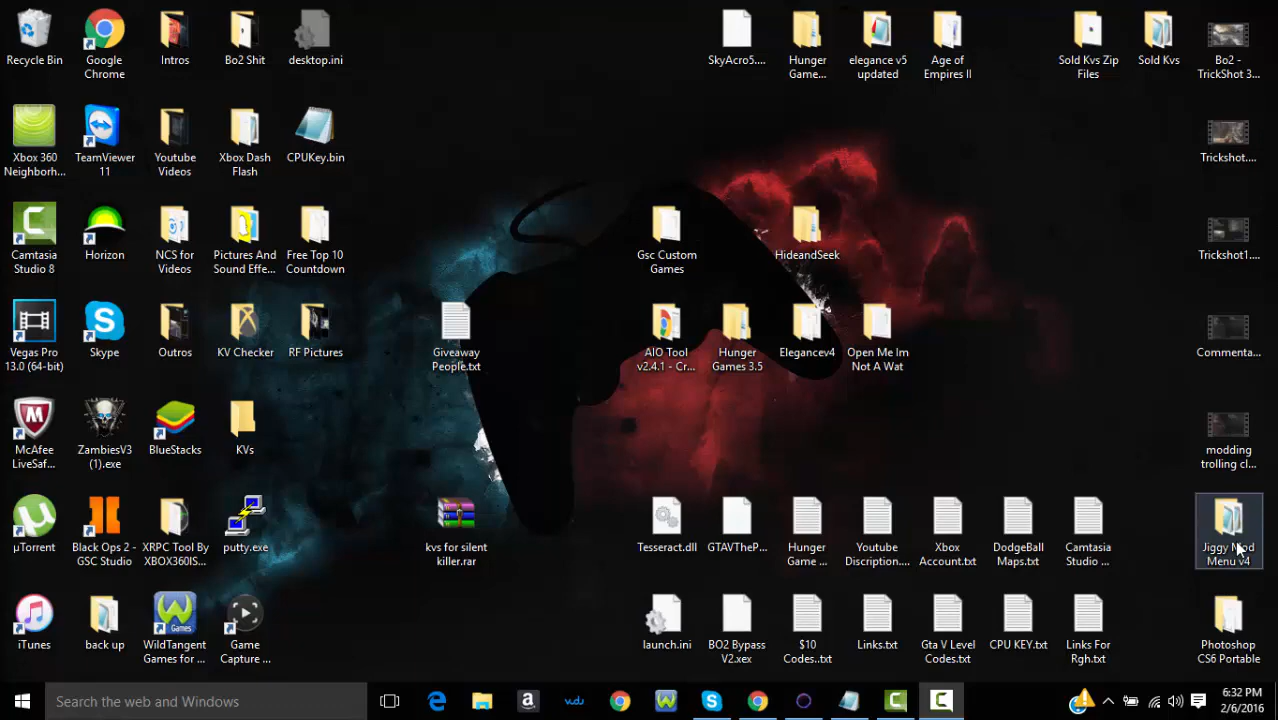 Recycle Bin
Google
Chrome
Intros
Bo2 Shit
desktop.ini
SkyAcro5....
Hunger
Game...
elegance v5
updated
Age of
Empires II
Sold Kvs Zip
Files
Sold Kvs
Bo2 -
TrickShot 3...
Xbox 360
Neighborh...
TeamViewer
11
Youtube
Videos
Xbox Dash
Flash
CPUKey.bin
Trickshot....
Camtasia
Studio 8
Horizon
NCS for
Videos
Pictures And
Sound Effe...
Free Top 10
Countdown
Gsc Custom
Games
HideandSeek
Trickshot1....
Vegas Pro
13.0 (64-bit)
Skype
Outros
KV Checker
RF Pictures
Giveaway
People.txt
AIO Tool
v2.4.1 - Cr...
Hunger
Games 3.5
Elegancev4
Open Me Im
Not A Wat
Commenta...
McAfee
LiveSaf...
ZambiesV3
(1).exe
BlueStacks
KVs
modding
trolling cl...
µTorrent
Black Ops 2 -
GSC Studio
XRPC Tool By
XBOX360IS...
putty.exe
kvs for silent
killer.rar
Tesseract.dll
GTAVTheP...
Hunger
Game ...
Youtube
Discription....
Xbox
Account.txt
DodgeBall
Maps.txt
Camtasia
Studio ...
Jiggy Mod
Menu v4
iTunes
back up
WildTangent
Games for ...
Game
Capture ...
launch.ini
BO2 Bypass
V2.xex
$10
Codes..txt
Links.txt
Gta V Level
Codes.txt
CPU KEY.txt
Links For
Rgh.txt
Photoshop
CS6 Portable
Search the web and Windows
6:32 PM
2/6/2016